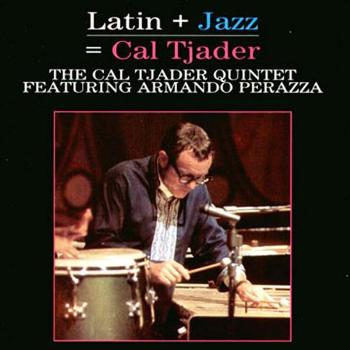 Latin + Jazz
= Cal Tjader
THE CAL TJADER QUINTET
FEATURING ARMANDO PERAZZA